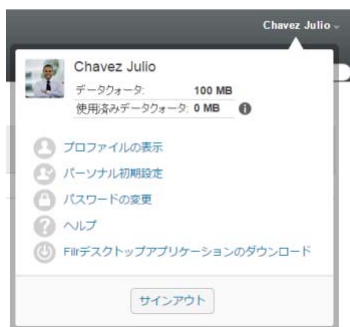 Chavez Julio
Chavez Julio
データクォータ: 100 MB
使用済みデータクォータ: 0 MB
プロファイルの表示
パーソナル初期設定
パスワードの変更
ヘルプ
Filrデスクトップアプリケーションのダウンロード
サインアウト